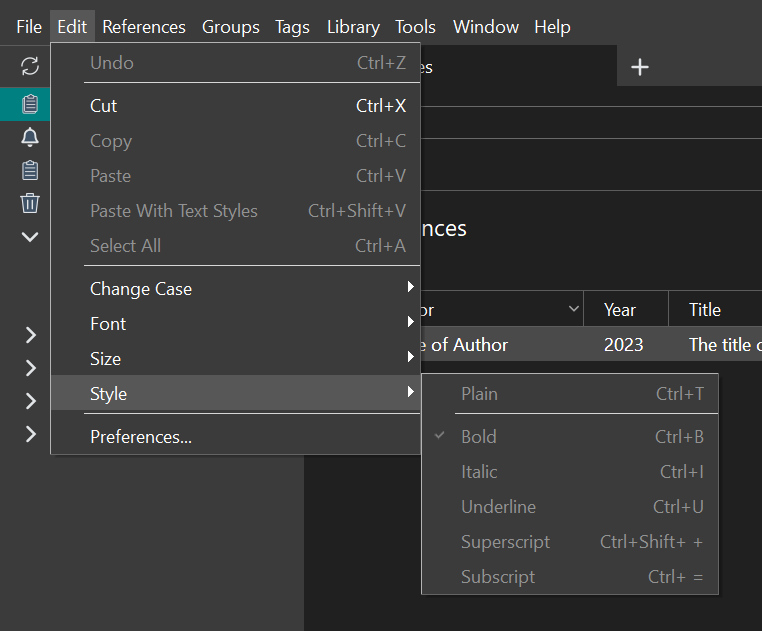 File Edit References Groups Tags Library Tools Window Help
Undo Ctrl+Z
es +
Cut Ctrl+X
Copy Ctrl+C
Paste Ctrl+V
Paste With Text Styles Ctrl+Shift+V
nces
Select All Ctrl+A
Change Case
or Year Title
Font
e of Author 2023 The title o
Size
Style
Plain Ctrl+T
Preferences...
Bold Ctrl+B
Italic Ctrl+I
Underline Ctrl+U
Superscript Ctrl+Shift+ +
Subscript Ctrl+ =